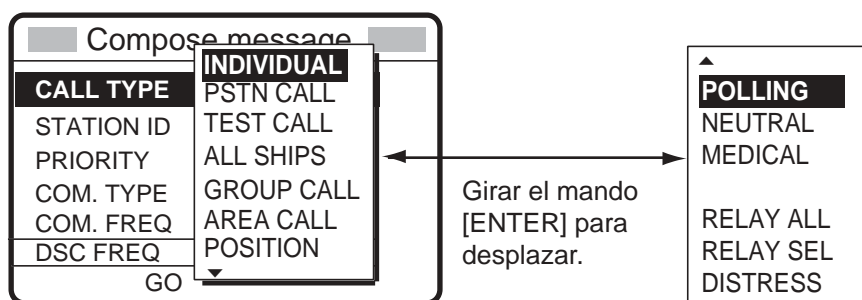 Compose message
CALL TYPE
STATION ID
PRIORITY
COM. TYPE
COM. FREQ
DSC FREQ
GO
INDIVIDUAL
PSTN CALL
TEST CALL
ALL SHIPS
GROUP CALL
AREA CALL
POSITION
Girar el mando
[ENTER] para
desplazar.
POLLING
NEUTRAL
MEDICAL
RELAY ALL
RELAY SEL
DISTRESS